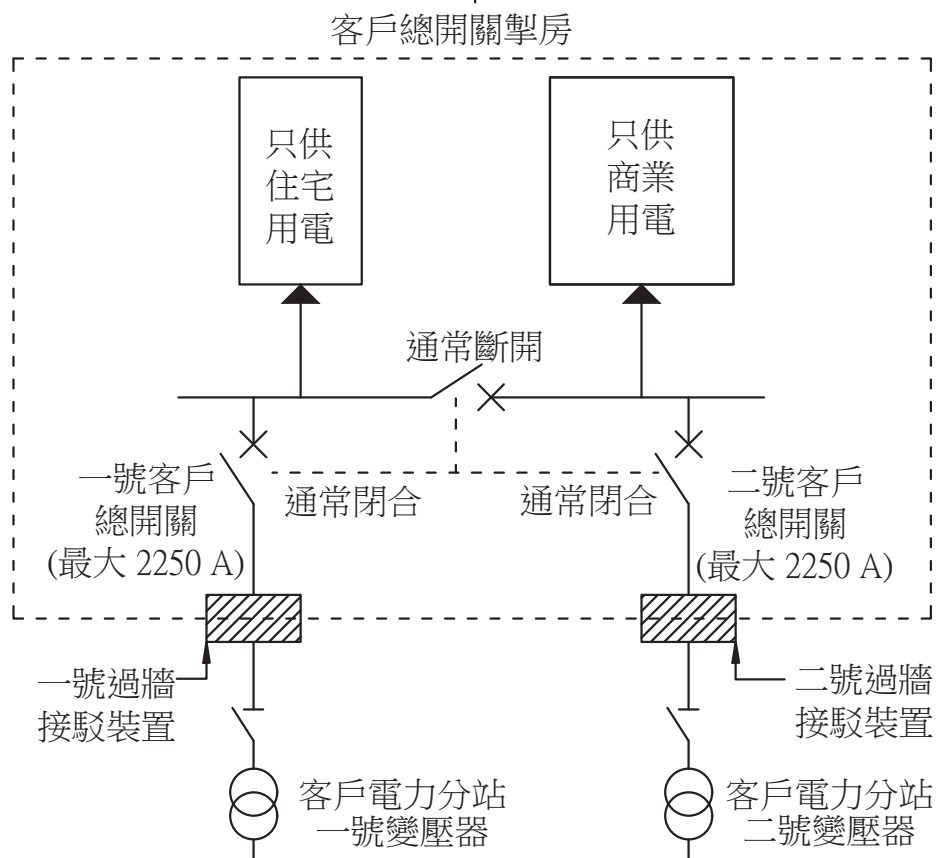 客戶總開關掣房
只供
住宅
用電
只供
商業
用電
通常斷開
一號客戶
總開關
(最大 2250 A)
通常閉合
通常閉合
二號客戶
總開關
(最大 2250 A)
一號過牆
接駁裝置
二號過牆
接駁裝置
客戶電力分站
一號變壓器
客戶電力分站
二號變壓器